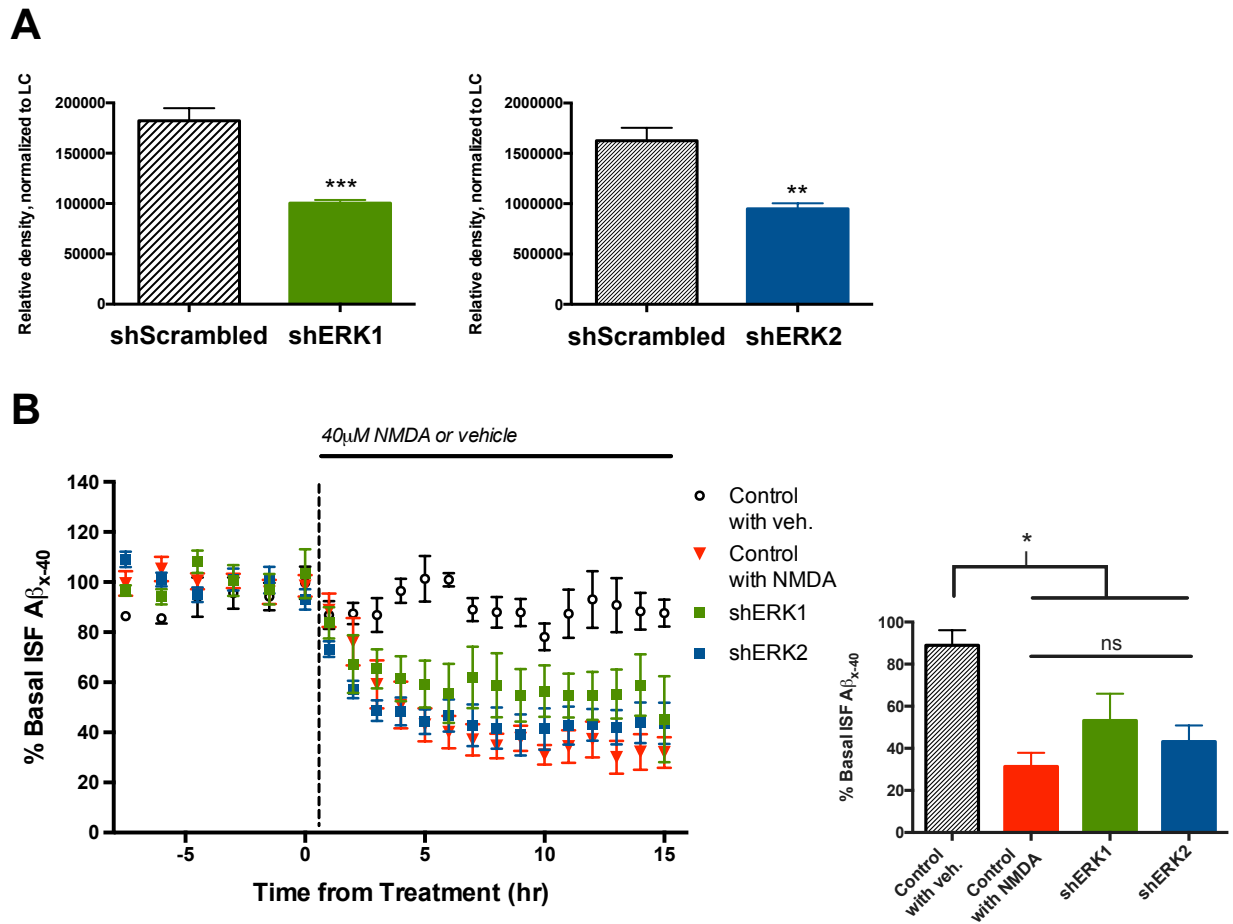 A
Relative density, normalized to LC
200000
150000
100000
50000
0
***
shScrambled
shERK1
Relative density, normalized to LC
2000000
1500000
1000000
500000
0
**
shScrambled
shERK2
B
40μM NMDA or vehicle
% Basal ISF Aβx-40
140
120
100
80
60
40
20
0
-5
0
5
10
15
Time from Treatment (hr)
Control
with veh.
Control
with NMDA
shERK1
shERK2
*
ns
% Basal ISF Aβx-40
100
80
60
40
20
0
Control
with veh.
Control
with NMDA
shERK1
shERK2